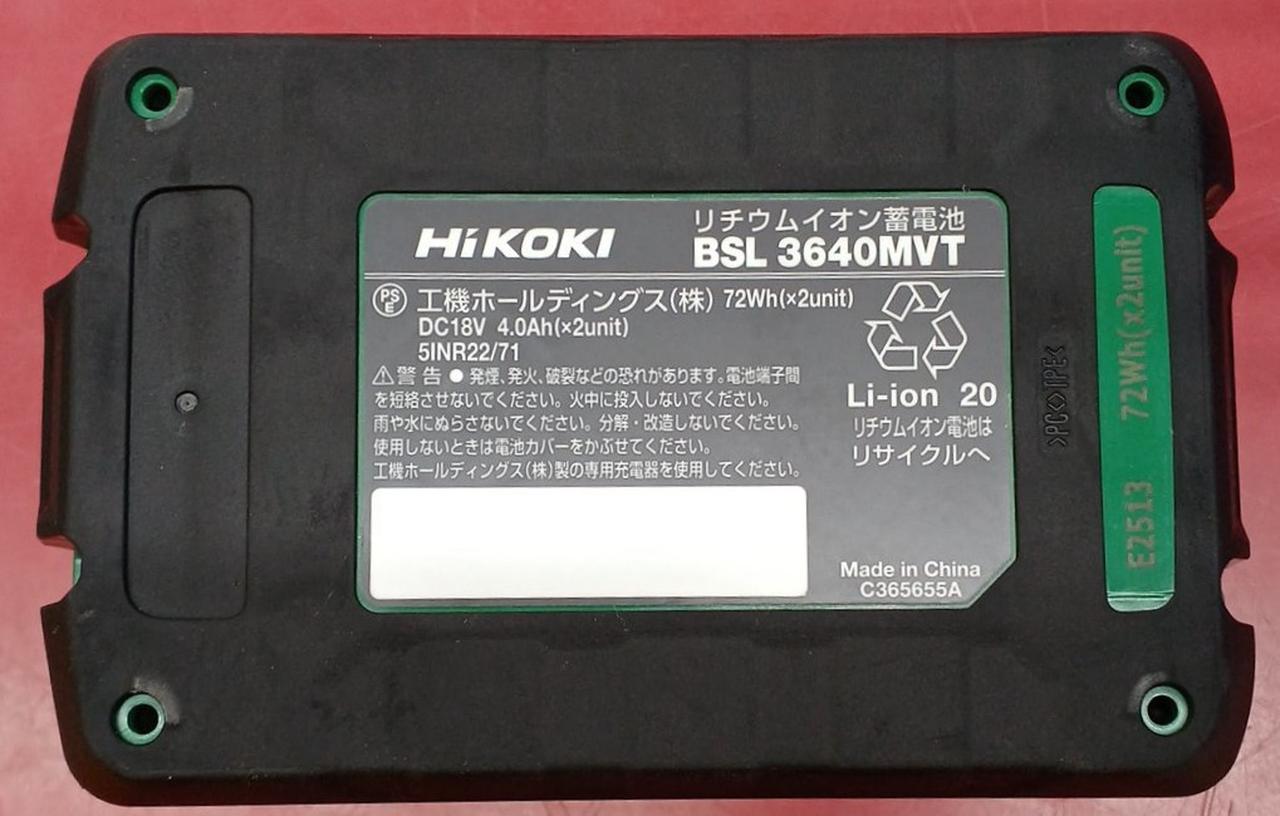 HiKOKI
リチウムイオン蓄電池
BSL 3640MVT
PS
E
工機ホールディングス(株) 72Wh(×2unit)
DC18V 4.0Ah(×2unit)
5INR22/71
⚠警告 ● 発煙、発火、破裂などの恐れがあります。電池端子間
を短絡させないでください。火中に投入しないでください。
雨や水にぬらさないでください。分解・改造しないでください。
使用しないときは電池カバーをかぶせてください。
工機ホールディングス(株)製の専用充電器を使用してください。
Li-ion 20
リチウムイオン電池は
リサイクルへ
Made in China
C365655A
>PC<>TPE<
E2513 72Wh(x2unit)